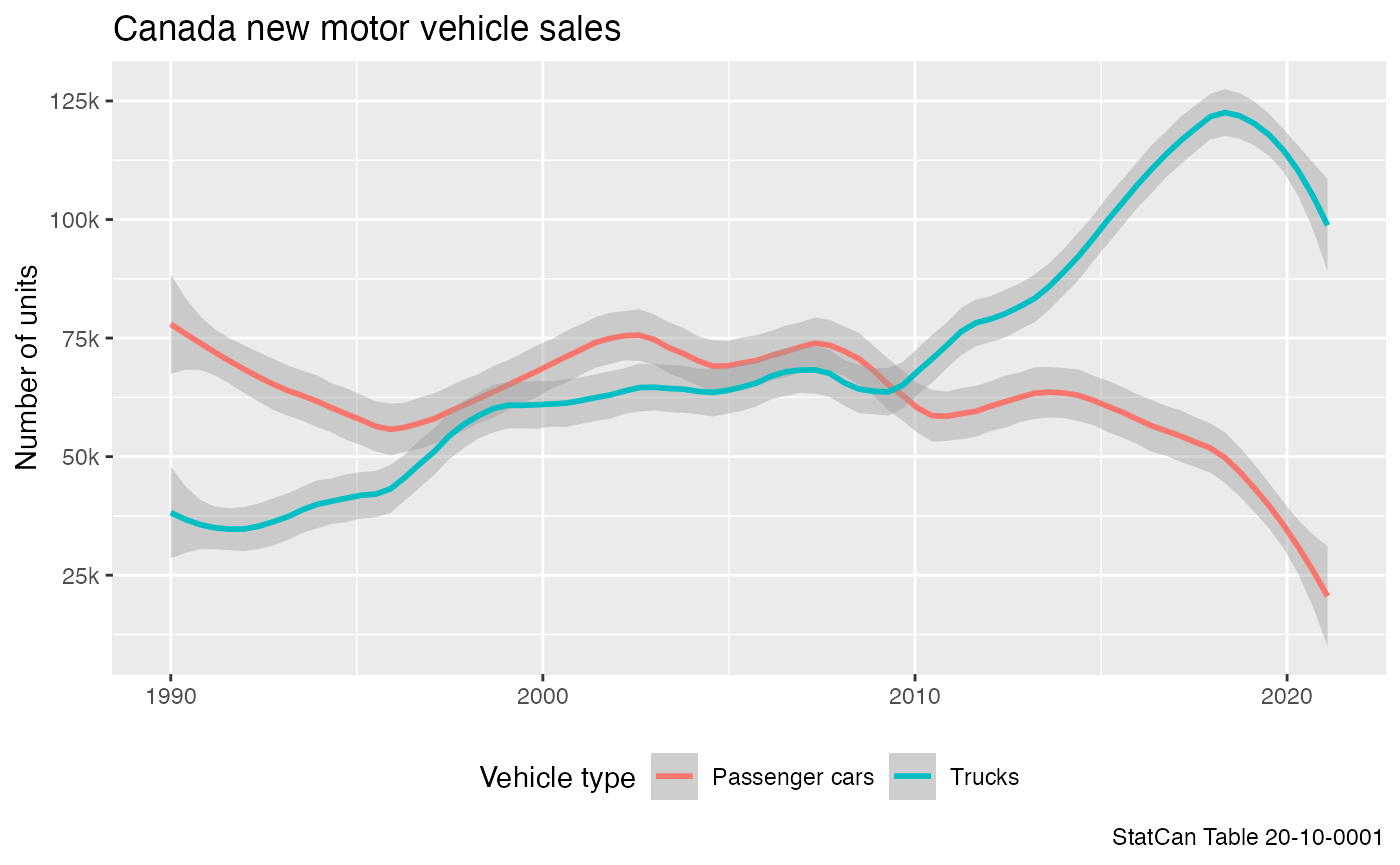 Canada new motor vehicle sales
125k
100k
75k
50k
25k
Number of units
1990 2000 2010 2020
Vehicle type Passenger cars Trucks
StatCan Table 20-10-0001